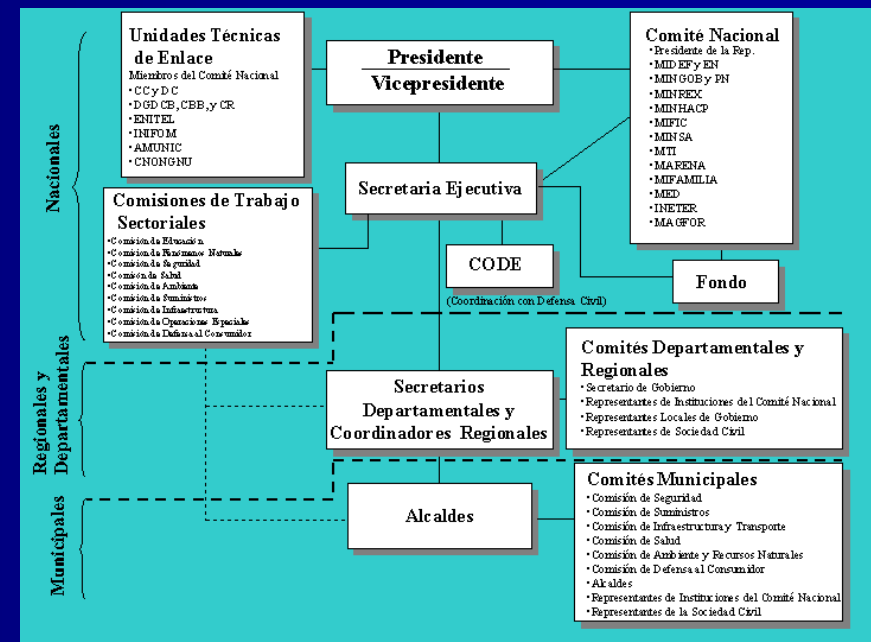 Unidades Técnicas
de Enlace
Miembros del Comité Nacional
•CC y DC
•DGDCB, CBB, y CR
•ENITEL
•INIFOM
•AMUNIC
•CNONGNU
Presidente
Vicepresidente
Comité Nacional
•Presidente de la Rep.
•MIDEF y EN
•MINGOB y PN
•MINREX
•MINHACP
•MIFIC
•MINSA
•MTI
•MARENA
•MIFAMILIA
•MED
•INETER
•MAGFOR
Nacionales
Secretaria Ejecutiva
Comisiones de Trabajo
Sectoriales
•Comisión de Educación
•Comision de Fenómenos Naturales
•Comisión de Seguridad
•Comisón de Salud
•Comisión de Ambiente
•Comisión de Suministros
•Comisión de Infraestructura
•Comisión de Operaciones Especiales
•Comisión de Defensa al Consumidor
CODE
(Coordinación con Defensa Civil)
Fondo
Regionales y
Departamentales
Secretarios
Departamentales y
Coordinadores Regionales
Comités Departamentales y
Regionales
•Secretario de Gobierno
•Representantes de Instituciones del Comité Nacional
•Representantes Locales de Gobierno
•Representantes de Sociedad Civil
Municipales
Alcaldes
Comités Municipales
•Comisión de Seguridad
•Comisión de Suministros
•Comisión de Infraestructura y Transporte
•Comisión de Salud
•Comisión de Ambiente y Recursos Naturales
•Comisión de Defensa al Consumidor
•Alcaldes
•Representantes de Instituciones del Comité Nacional
•Representantes de la Sociedad Civil